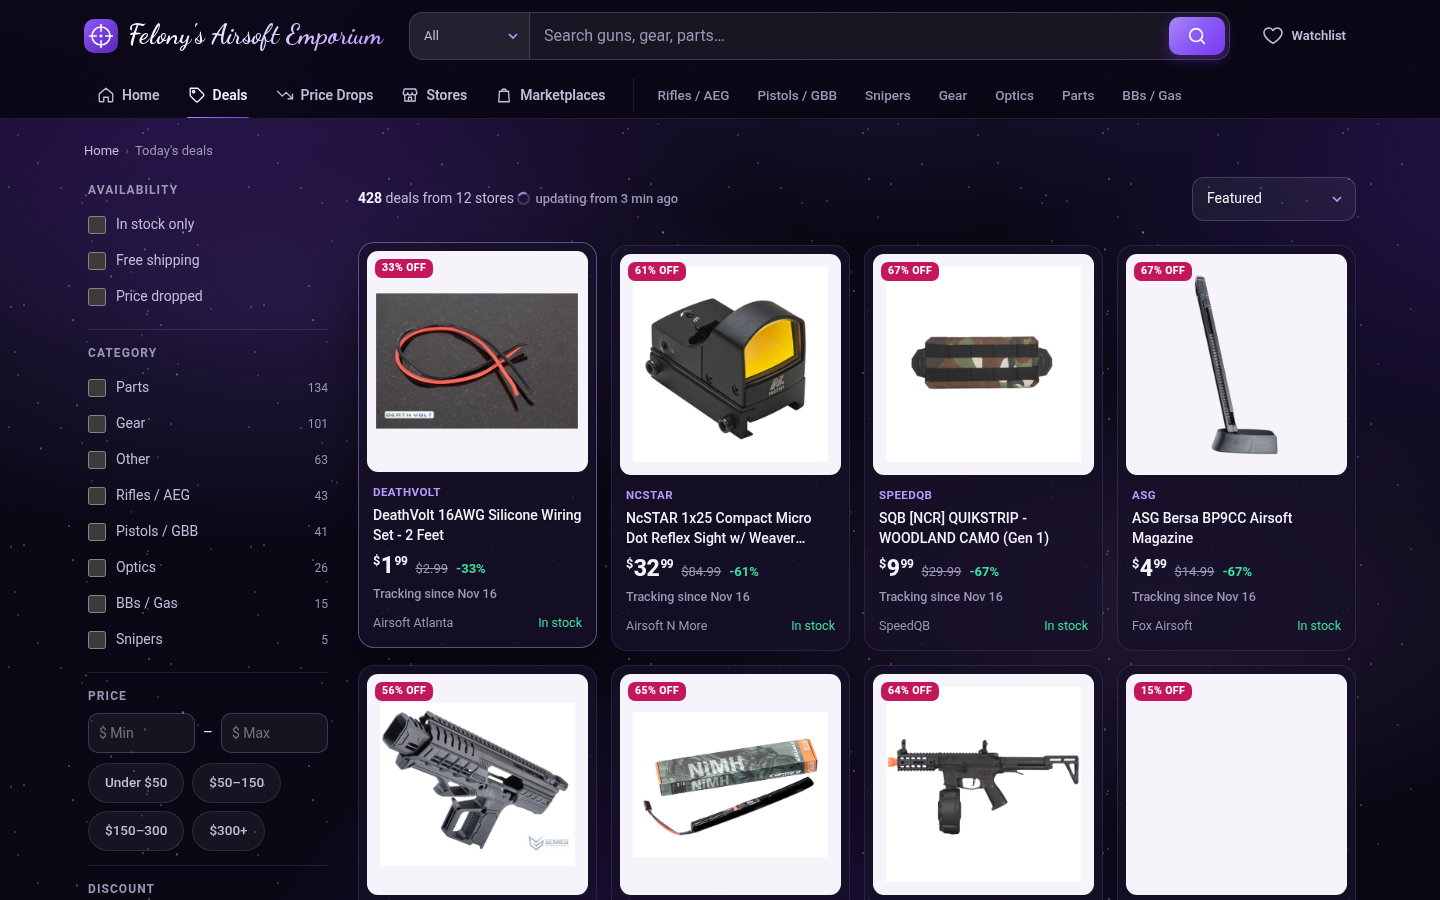 Felony's Airsoft Emporium
All
Search guns, gear, parts...
Watchlist
Home
Deals
Price Drops
Stores
Marketplaces
Rifles / AEG
Pistols / GBB
Snipers
Gear
Optics
Parts
BBs / Gas
Home › Today's deals
AVAILABILITY
In stock only
Free shipping
Price dropped
CATEGORY
Parts 134
Gear 101
Other 63
Rifles / AEG 43
Pistols / GBB 41
Optics 26
BBs / Gas 15
Snipers 5
PRICE
$ Min – $ Max
Under $50
$50–150
$150–300
$300+
DISCOUNT
428 deals from 12 stores updating from 3 min ago
Featured
33% OFF
DEATH VOLT
DEATHVOLT
DeathVolt 16AWG Silicone Wiring
Set - 2 Feet
$1.99 $2.99 -33%
Tracking since Nov 16
Airsoft Atlanta In stock
61% OFF
NcSTAR
NCSTAR
NcSTAR 1x25 Compact Micro
Dot Reflex Sight w/ Weaver...
$32.99 $84.99 -61%
Tracking since Nov 16
Airsoft N More In stock
67% OFF
SPEEDQB
SQB [NCR] QUIKSTRIP -
WOODLAND CAMO (Gen 1)
$9.99 $29.99 -67%
Tracking since Nov 16
SpeedQB In stock
67% OFF
ASG
ASG Bersa BP9CC Airsoft
Magazine
$4.99 $14.99 -67%
Tracking since Nov 16
Fox Airsoft In stock
56% OFF
EMG
65% OFF
NiMH
NiMH
64% OFF
15% OFF